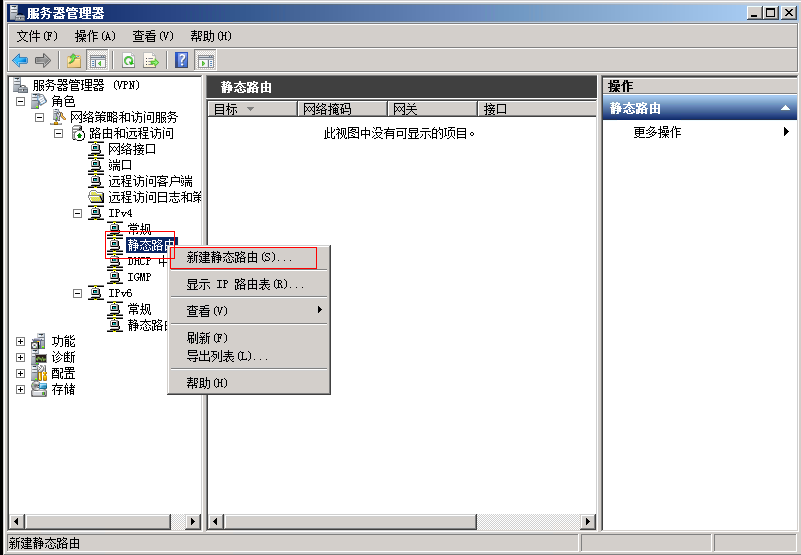 服务器管理器
文件(F) 操作(A) 查看(V) 帮助(H)
服务器管理器 (VPN)
角色
网络策略和访问服务
路由和远程访问
网络接口
端口
远程访问客户端
远程访问日志和策
IPv4
常规
静态路由
DHCP 中
IGMP
IPv6
常规
静态路由
功能
诊断
配置
存储
静态路由
目标 网络掩码 网关 接口
此视图中没有可显示的项目。
新建静态路由(S)...
显示 IP 路由表(R)...
查看(V)
刷新(F)
导出列表(L)...
帮助(H)
操作
静态路由
更多操作
新建静态路由